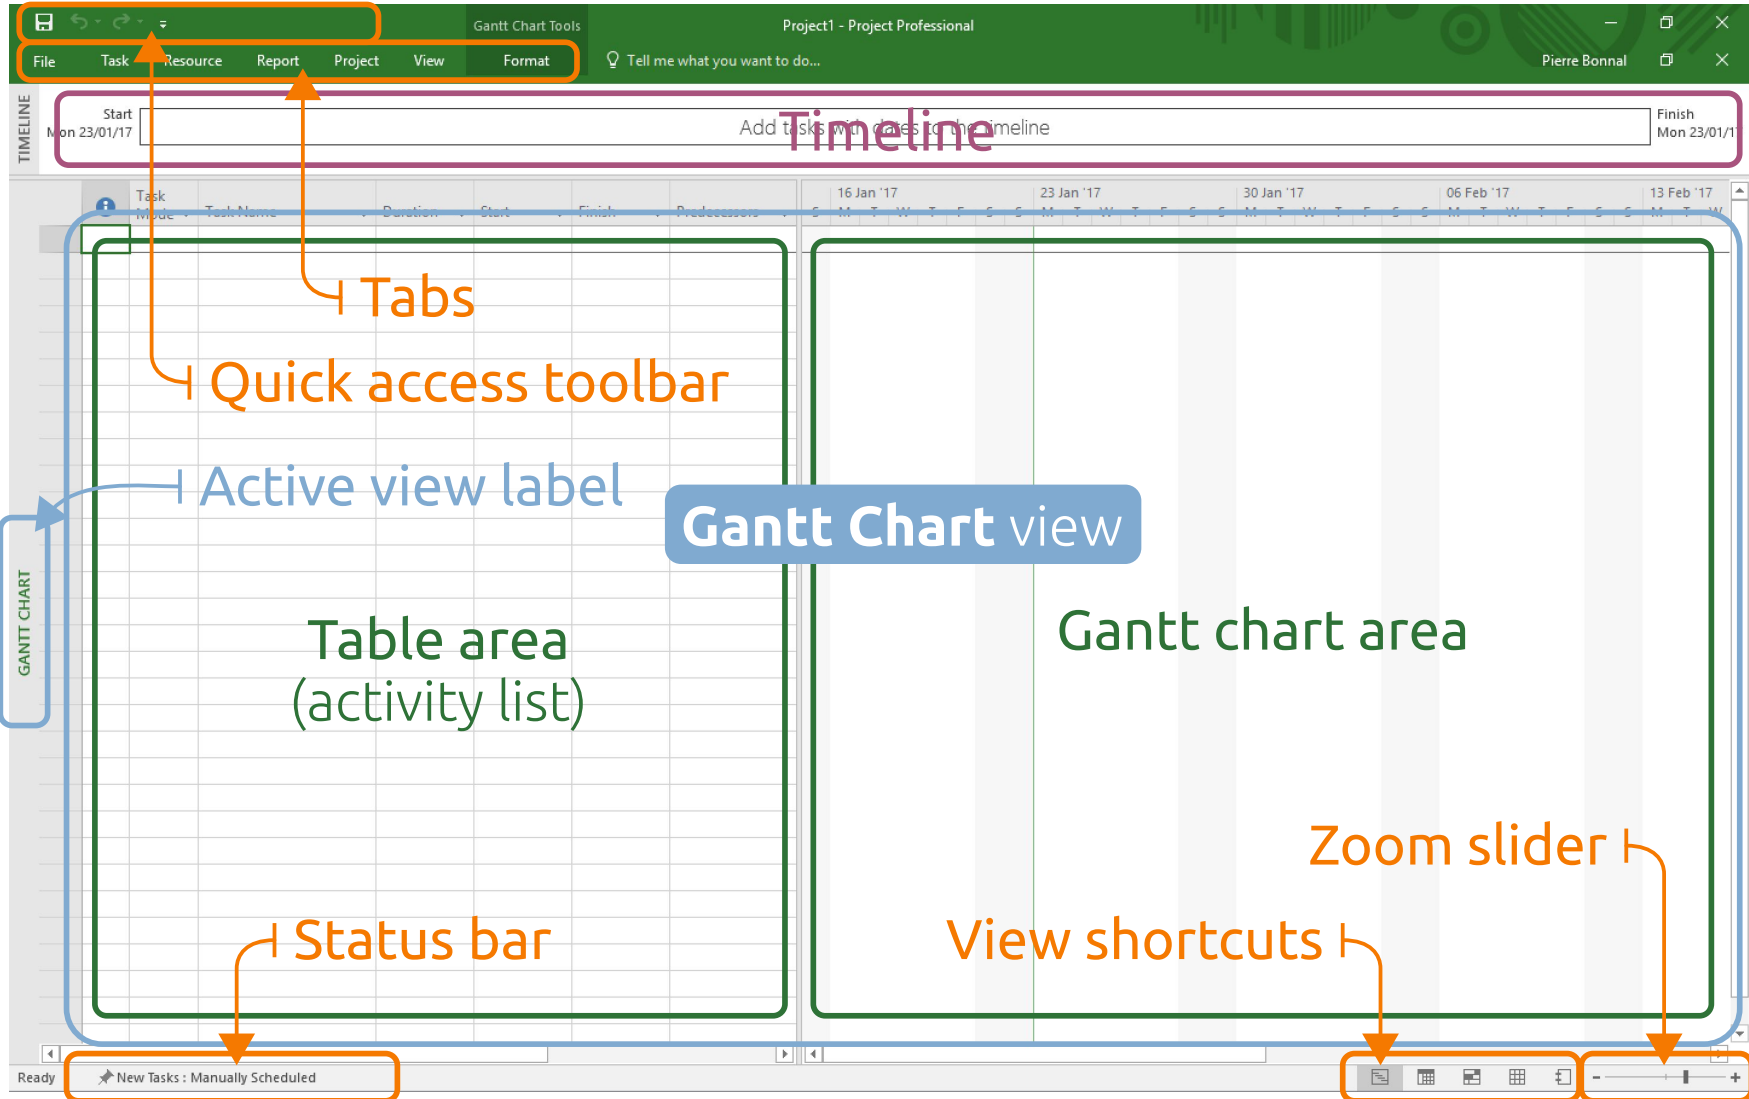 Gantt Chart Tools
Project1 - Project Professional
File Task Resource Report Project View Format Tell me what you want to do... Pierre Bonnal
TIMELINE
Start
Mon 23/01/17
Add tasks with dates to the timeline
Timeline
Finish
Mon 23/01/17
Task
Mode Task Name Duration Start Finish Predecessors
16 Jan '17 23 Jan '17 30 Jan '17 06 Feb '17 13 Feb '17
S M T W T F S S M T W T F S S M T W T F S S M T W T F S S M T W
Tabs
Quick access toolbar
Active view label
Gantt Chart view
GANTT CHART
Table area
(activity list)
Gantt chart area
Zoom slider
Status bar
View shortcuts
Ready New Tasks : Manually Scheduled